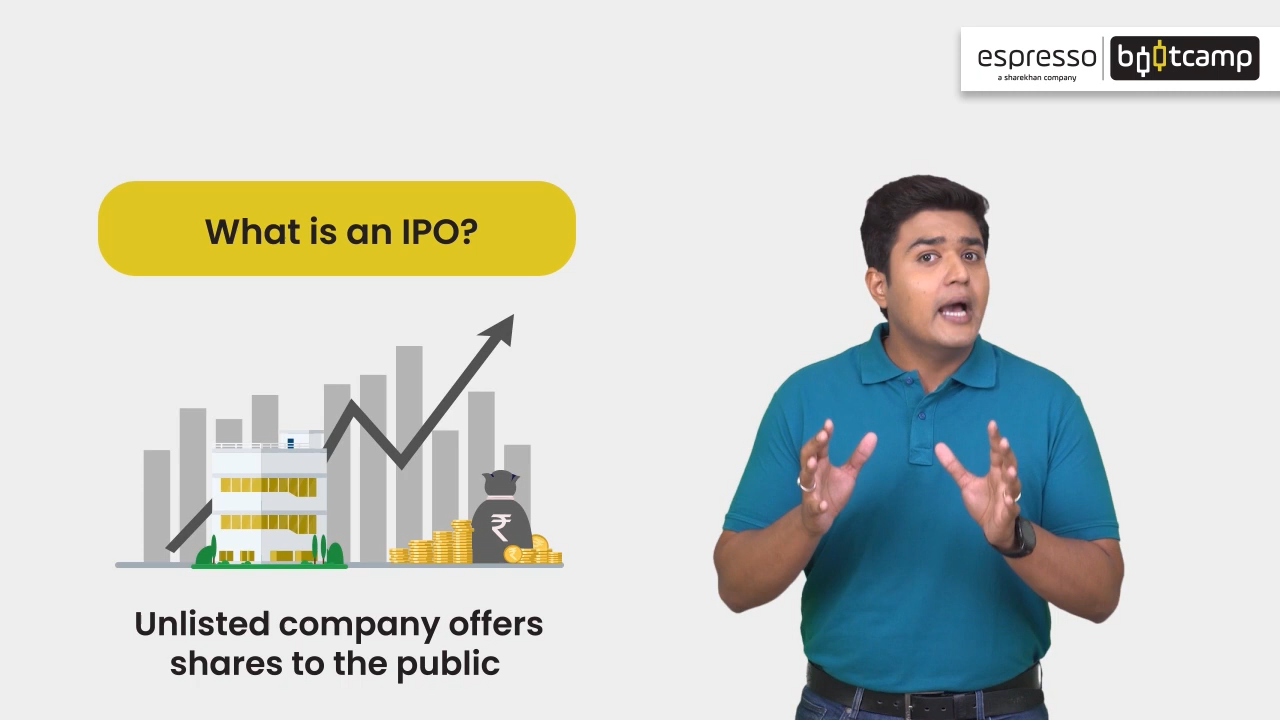 espresso
a sharekhan company
bootcamp
What is an IPO?
₹
₹
Unlisted company offers
shares to the public